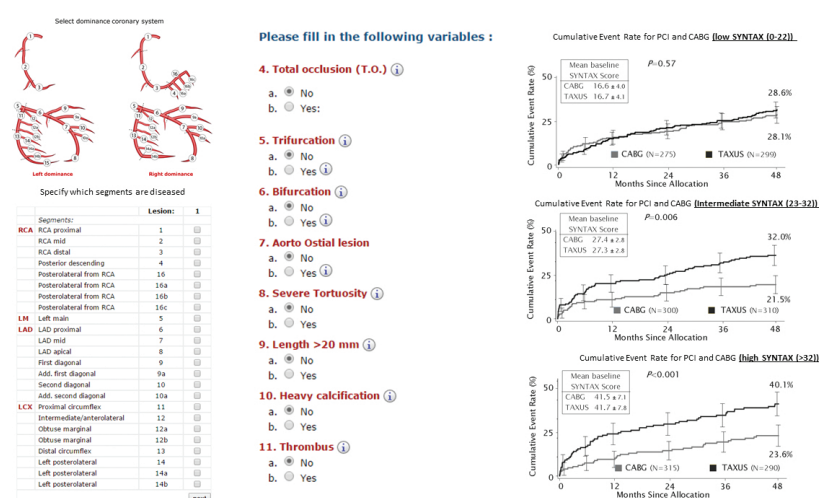 Select dominance coronary system
Left dominance
Right dominance
Specify which segments are diseased
Lesion: 1
Segments:
RCA RCA proximal 1
RCA mid 2
RCA distal 3
Posterior descending 4
Posterolateral from RCA 16
Posterolateral from RCA 16a
Posterolateral from RCA 16b
Posterolateral from RCA 16c
LM Left main 5
LAD LAD proximal 6
LAD mid 7
LAD apical 8
First diagonal 9
Add. first diagonal 9a
Second diagonal 10
Add. second diagonal 10a
LCX Proximal circumflex 11
Intermediate/anterolateral 12
Obtuse marginal 12a
Obtuse marginal 12b
Distal circumflex 13
Left posterolateral 14
Left posterolateral 14a
Left posterolateral 14b
Please fill in the following variables :
4. Total occlusion (T.O.) i
a. No
b. Yes:
5. Trifurcation i
a. No
b. Yes i
6. Bifurcation i
a. No
b. Yes i
7. Aorto Ostial lesion
a. No
b. Yes i
8. Severe Tortuosity i
a. No
b. Yes
9. Length >20 mm i
a. No
b. Yes
10. Heavy calcification i
a. No
b. Yes
11. Thrombus i
a. No
b. Yes
Cumulative Event Rate for PCI and CABG (low SYNTAX (0-22))
Mean baseline
SYNTAX Score
CABG 16.6 ± 4.0
TAXUS 16.7 ± 4.1
P=0.57
28.6%
28.1%
Cumulative Event Rate (%)
50
25
0
CABG (N=275) TAXUS (N=299)
0 12 24 36 48
Months Since Allocation
Cumulative Event Rate for PCI and CABG (Intermediate SYNTAX (23-32))
Mean baseline
SYNTAX Score
CABG 27.4 ± 2.8
TAXUS 27.3 ± 2.8
P=0.006
32.0%
21.5%
Cumulative Event Rate (%)
50
25
0
CABG (N=300) TAXUS (N=310)
0 12 24 36 48
Months Since Allocation
Cumulative Event Rate for PCI and CABG (high SYNTAX (>32))
Mean baseline
SYNTAX Score
CABG 41.5 ± 7.1
TAXUS 41.7 ± 7.8
P<0.001
40.1%
23.6%
Cumulative Event Rate (%)
50
25
0
CABG (N=315) TAXUS (N=290)
0 12 24 36 48
Months Since Allocation